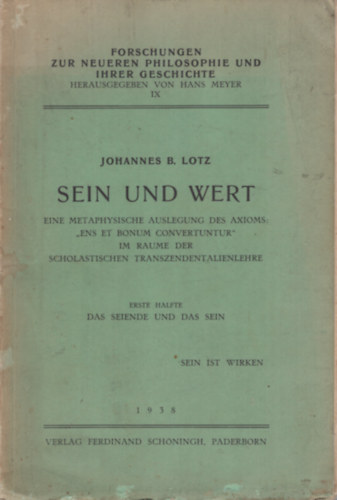 FORSCHUNGEN
ZUR NEUEREN PHILOSOPHIE UND
IHRER GESCHICHTE
HERAUSGEGEBEN VON HANS MEYER
IX
JOHANNES B. LOTZ
SEIN UND WERT
EINE METAPHYSISCHE AUSLEGUNG DES AXIOMS:
„ENS ET BONUM CONVERTUNTUR"
IM RAUME DER
SCHOLASTISCHEN TRANSZENDENTALIENLEHRE
ERSTE HÄLFTE
DAS SEIENDE UND DAS SEIN
SEIN IST WIRKEN
1938
VERLAG FERDINAND SCHÖNINGH, PADERBORN